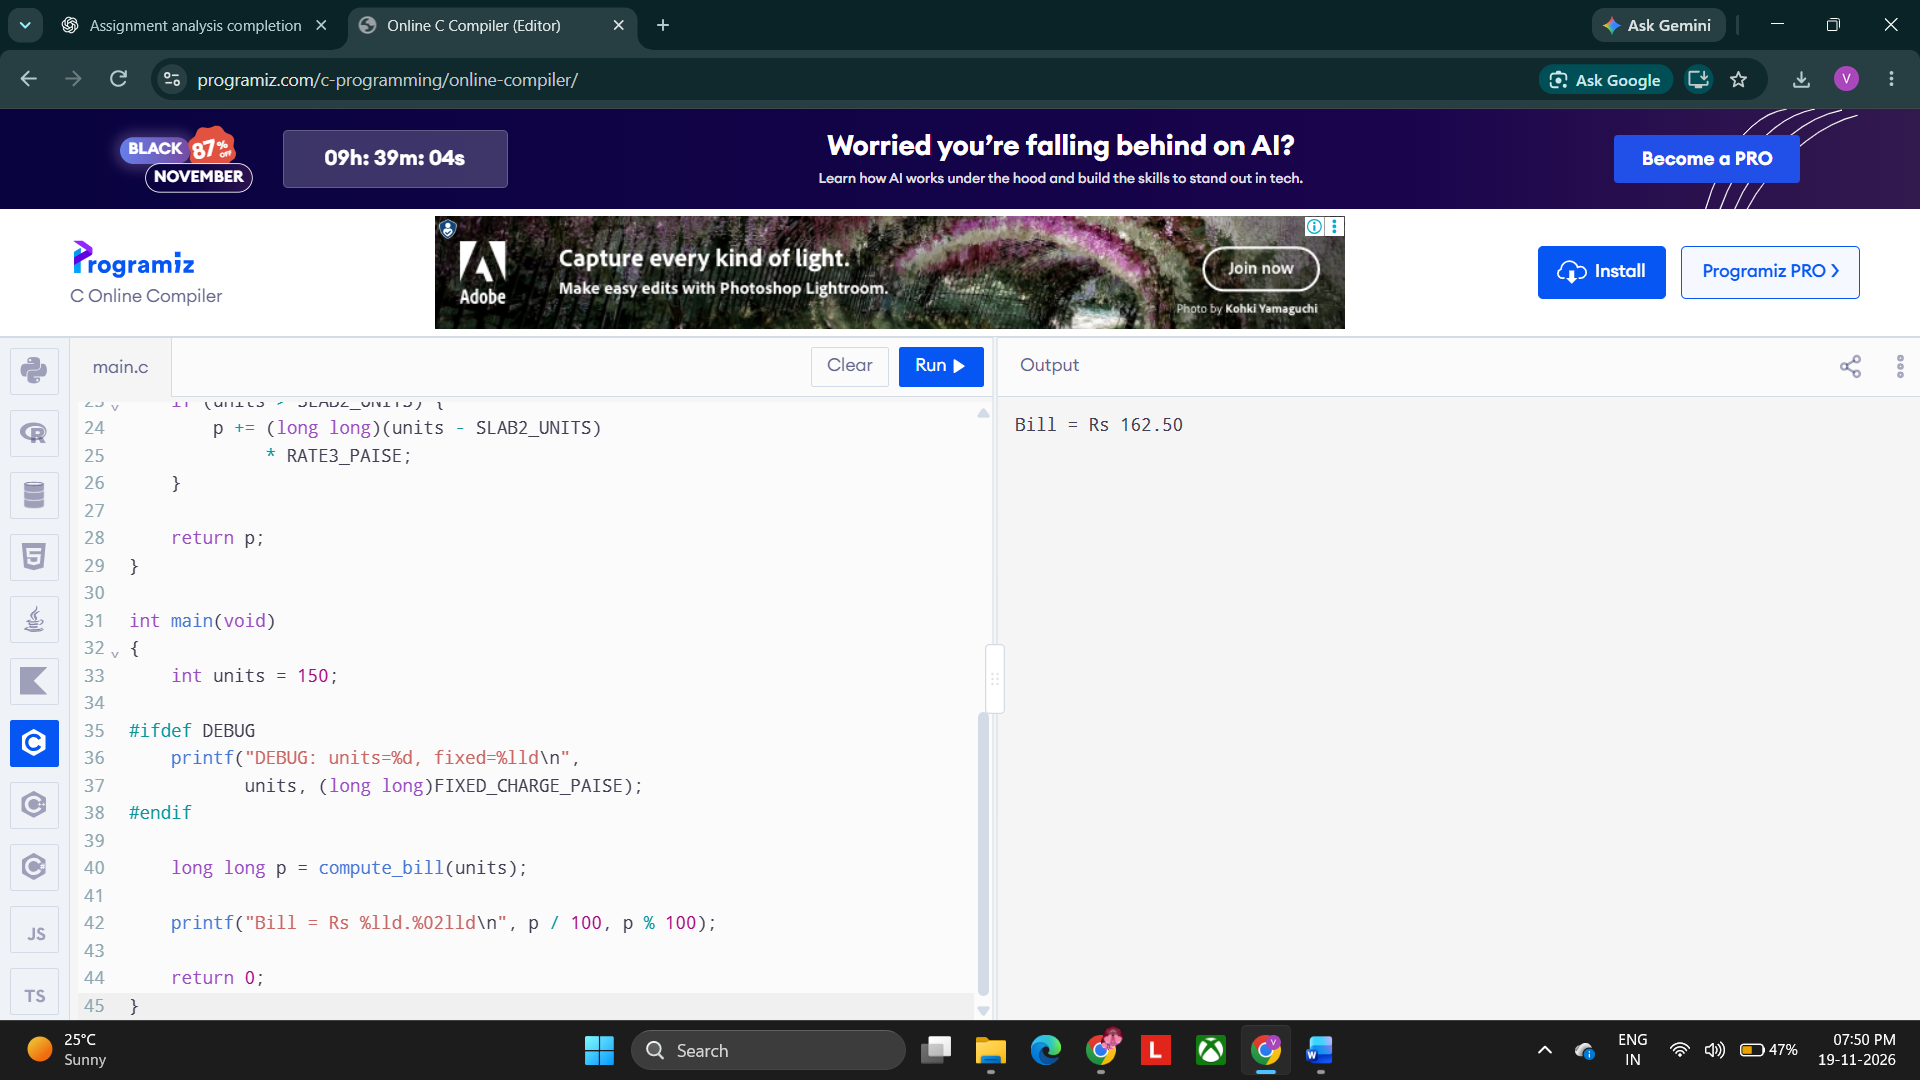 Assignment analysis completion
Online C Compiler (Editor)
Ask Gemini
programiz.com/c-programming/online-compiler/
Ask Google
V
BLACK 87% OFF
NOVEMBER
09h: 39m: 04s
Worried you’re falling behind on AI?
Learn how AI works under the hood and build the skills to stand out in tech.
Become a PRO
Programiz
C Online Compiler
Adobe
Capture every kind of light.
Make easy edits with Photoshop Lightroom.
Join now
Photo by Kohki Yamaguchi
Install
Programiz PRO
main.c
Clear
Run
Output
23     if (units > SLAB2_UNITS) {
24         p += (long long)(units - SLAB2_UNITS)
25              * RATE3_PAISE;
26     }
27
28     return p;
29 }
30
31 int main(void)
32 {
33     int units = 150;
34
35 #ifdef DEBUG
36     printf("DEBUG: units=%d, fixed=%lld\n",
37            units, (long long)FIXED_CHARGE_PAISE);
38 #endif
39
40     long long p = compute_bill(units);
41
42     printf("Bill = Rs %lld.%02lld\n", p / 100, p % 100);
43
44     return 0;
45 }
Bill = Rs 162.50
JS
TS
25°C
Sunny
Search
L
V
W
ENG
IN
47%
07:50 PM
19-11-2026